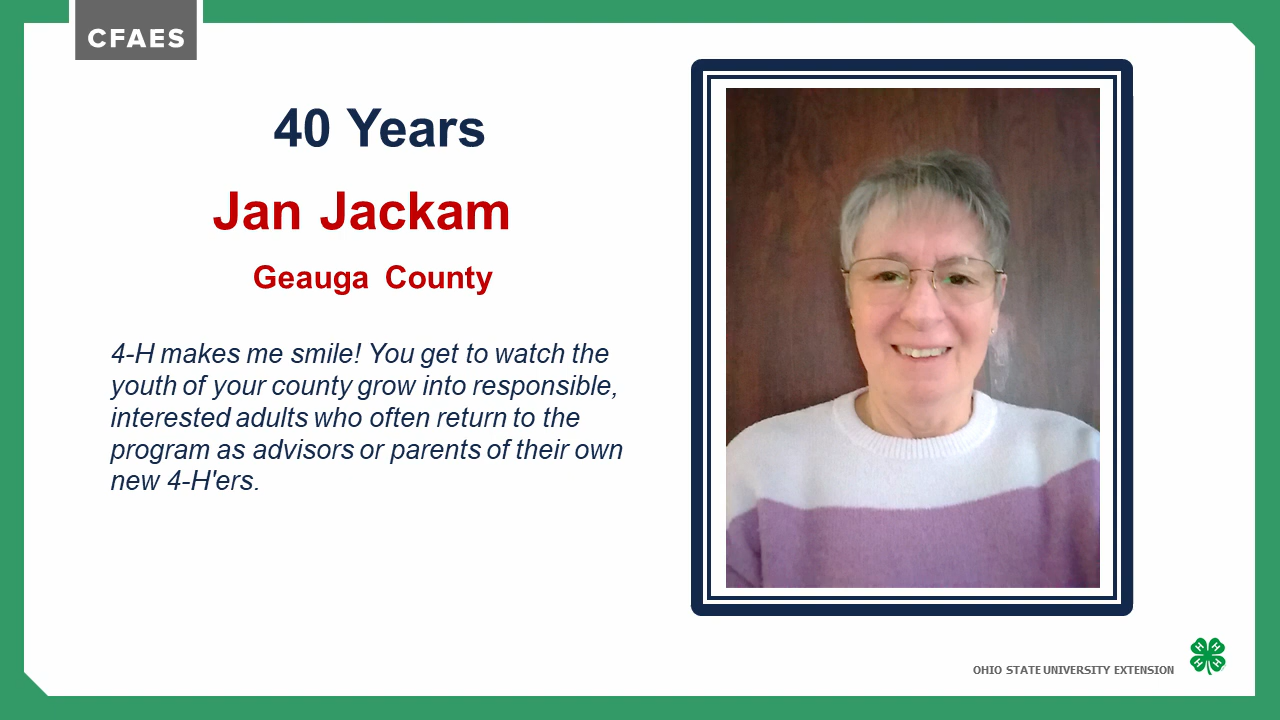 CFAES
40 Years
Jan Jackam
Geauga County
4-H makes me smile! You get to watch the
youth of your county grow into responsible,
interested adults who often return to the
program as advisors or parents of their own
new 4-H'ers.
OHIO STATE UNIVERSITY EXTENSION
H H H H